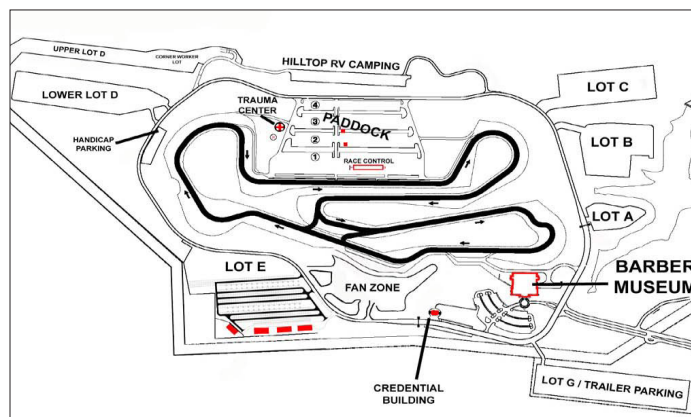 UPPER LOT D
CORNER WORKER
LOT
HILLTOP RV CAMPING
LOT C
LOWER LOT D
TRAUMA
CENTER
4
3
PADDOCK
2
1
RACE CONTROL
HANDICAP
PARKING
LOT B
LOT A
LOT E
FAN ZONE
BARBER
MUSEUM
CREDENTIAL
BUILDING
LOT G / TRAILER PARKING